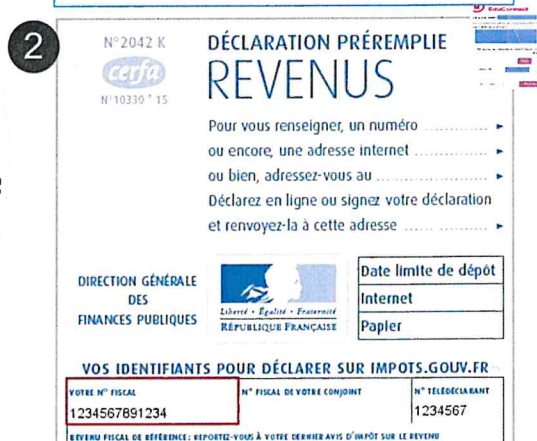 EduConnect
2
N°2042 K
cerfa
N°10330 * 15
DÉCLARATION PRÉREMPLIE
REVENUS
Pour vous renseigner, un numéro ............ ►
ou encore, une adresse internet ............ ►
ou bien, adressez-vous au ............ ►
Déclarez en ligne ou signez votre déclaration
et renvoyez-la à cette adresse ............ ►
DIRECTION GÉNÉRALE
DES
FINANCES PUBLIQUES
Liberté • Égalité • Fraternité
RÉPUBLIQUE FRANÇAISE
Date limite de dépôt
Internet
Papier
VOS IDENTIFIANTS POUR DÉCLARER SUR IMPOTS.GOUV.FR
VOTRE N° FISCAL
N° FISCAL DE VOTRE CONJOINT
N° TÉLÉDÉCLARANT
1234567891234
1234567
REVENU FISCAL DE RÉFÉRENCE: REPORTEZ-VOUS À VOTRE DERNIER AVIS D'IMPÔT SUR LE REVENU